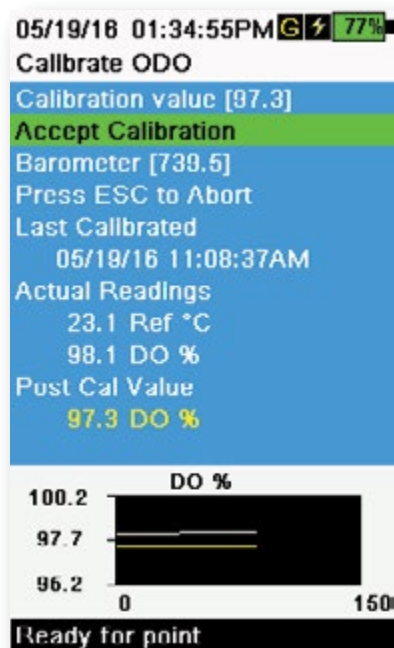 05/19/16 01:34:55PM G 77%
Calibrate ODO
Calibration value [97.3]
Accept Calibration
Barometer [739.5]
Press ESC to Abort
Last Calibrated
05/19/16 11:08:37AM
Actual Readings
23.1 Ref °C
98.1 DO %
Post Cal Value
97.3 DO %
DO %
100.2
97.7
96.2
0 150
Ready for point